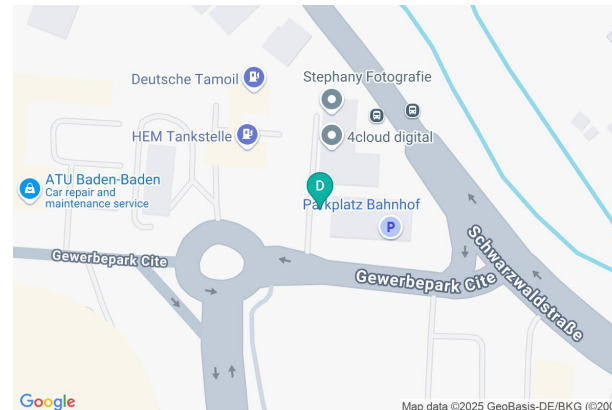 Deutsche Tamoil
Stephany Fotografie
HEM Tankstelle
4cloud digital
ATU Baden-Baden
Car repair and
maintenance service
D
Parkplatz Bahnhof
P
Gewerbepark Cite
Gewerbepark Cite
Schwarzwaldstraße
Google
Map data ©2025 GeoBasis-DE/BKG (©200